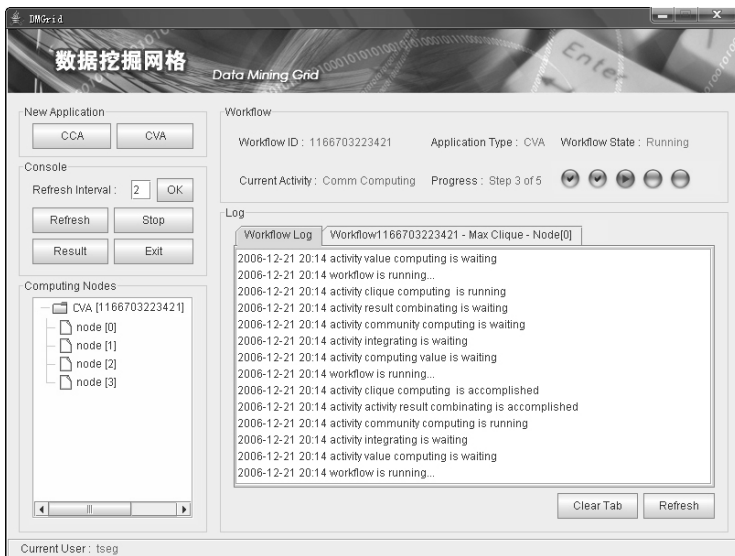 DMGrid
数据挖掘网格
Data Mining Grid
Enter
New Application
CCA CVA
Console
Refresh Interval : 2 OK
Refresh Stop
Result Exit
Computing Nodes
CVA [1166703223421]
node [0]
node [1]
node [2]
node [3]
Workflow
Workflow ID : 1166703223421 Application Type : CVA Workflow State : Running
Current Activity : Comm Computing Progress : Step 3 of 5
Log
Workflow Log Workflow1166703223421 - Max Clique - Node[0]
2006-12-21 20:14 activity value computing is waiting
2006-12-21 20:14 workflow is running...
2006-12-21 20:14 activity clique computing  is running
2006-12-21 20:14 activity result combinating is waiting
2006-12-21 20:14 activity community computing is waiting
2006-12-21 20:14 activity integrating is waiting
2006-12-21 20:14 activity computing value is waiting
2006-12-21 20:14 workflow is running...
2006-12-21 20:14 activity clique computing  is accomplished
2006-12-21 20:14 activity activity result combinating is accomplished
2006-12-21 20:14 activity community computing is running
2006-12-21 20:14 activity integrating is waiting
2006-12-21 20:14 activity value computing is waiting
2006-12-21 20:14 workflow is running...
Clear Tab Refresh
Current User : tseg